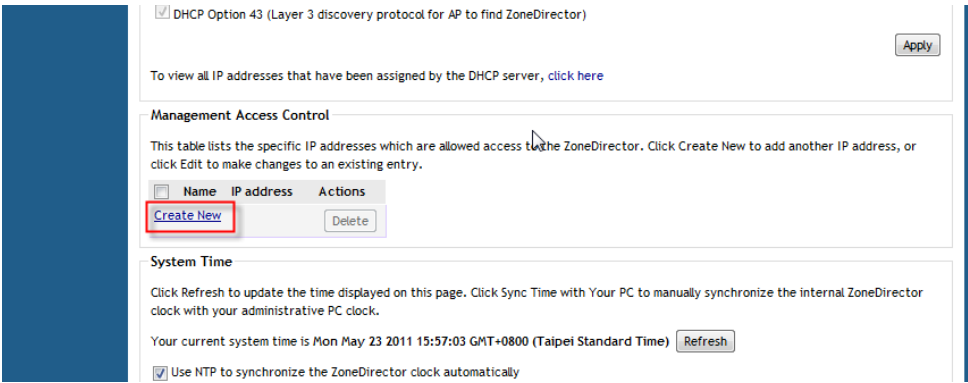 DHCP Option 43 (Layer 3 discovery protocol for AP to find ZoneDirector)
Apply
To view all IP addresses that have been assigned by the DHCP server, click here
Management Access Control
This table lists the specific IP addresses which are allowed access to the ZoneDirector. Click Create New to add another IP address, or
click Edit to make changes to an existing entry.
Name IP address Actions
Create New Delete
System Time
Click Refresh to update the time displayed on this page. Click Sync Time with Your PC to manually synchronize the internal ZoneDirector
clock with your administrative PC clock.
Your current system time is Mon May 23 2011 15:57:03 GMT+0800 (Taipei Standard Time) Refresh
Use NTP to synchronize the ZoneDirector clock automatically